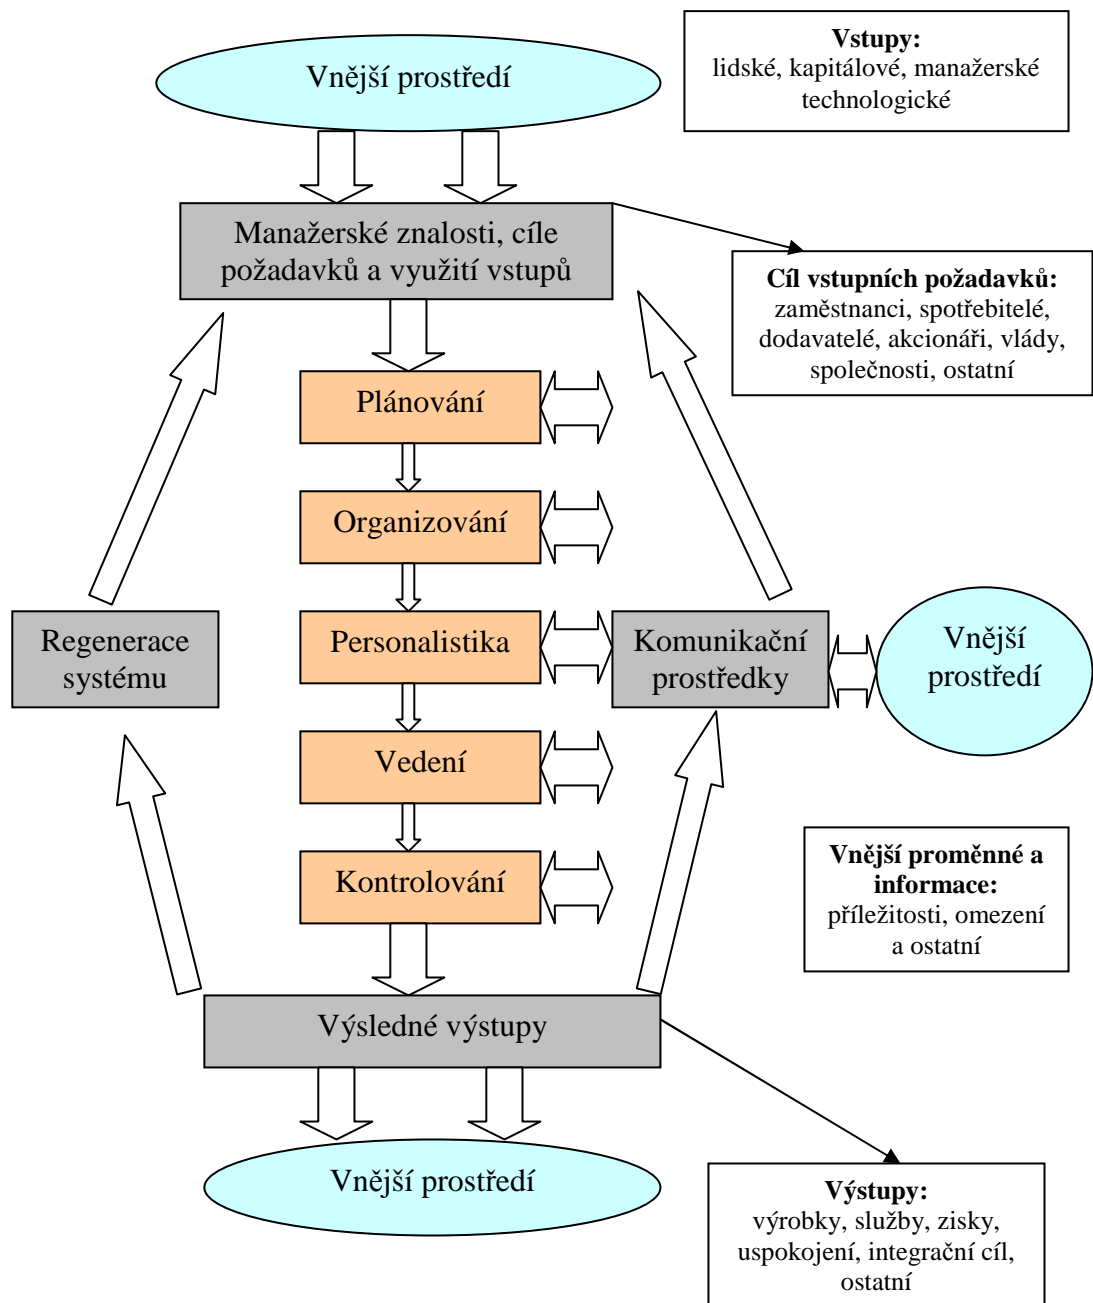 Vnější prostředí
Vstupy:
lidské, kapitálové, manažerské
technologické
Manažerské znalosti, cíle
požadavků a využití vstupů
Cíl vstupních požadavků:
zaměstnanci, spotřebitelé,
dodavatelé, akcionáři, vlády,
společnosti, ostatní
Plánování
Organizování
Regenerace
systému
Personalistika
Komunikační
prostředky
Vnější
prostředí
Vedení
Vnější proměnné a
informace:
příležitosti, omezení
a ostatní
Kontrolování
Výsledné výstupy
Vnější prostředí
Výstupy:
výrobky, služby, zisky,
uspokojení, integrační cíl,
ostatní